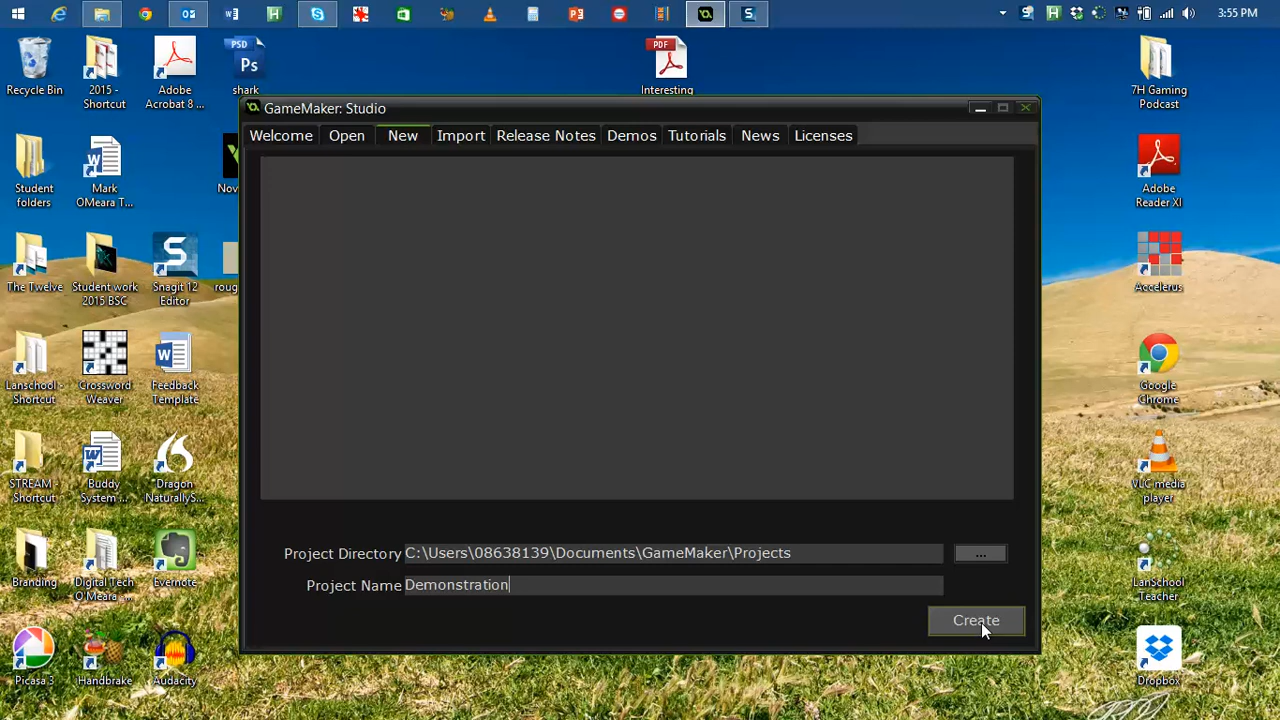 3:55 PM
Recycle Bin
2015 - Shortcut
Adobe Acrobat 8 ...
PSD
Ps
shark
PDF
Interesting
7H Gaming Podcast
GameMaker: Studio
Welcome
Open
New
Import
Release Notes
Demos
Tutorials
News
Licenses
Student folders
Mark OMeara T...
Nov
Adobe Reader XI
The Twelve
Student work 2015 BSC
Snagit 12 Editor
roug
Accelerus
Lanschool - Shortcut
Crossword Weaver
Feedback Template
Google Chrome
STREAM - Shortcut
Buddy System ...
Dragon NaturallyS...
VLC media player
Project Directory C:\Users\08638139\Documents\GameMaker\Projects
...
Project Name Demonstration
Create
Branding
Digital Tech O'Meara - ...
Evernote
LanSchool Teacher
Picasa 3
Handbrake
Audacity
Dropbox